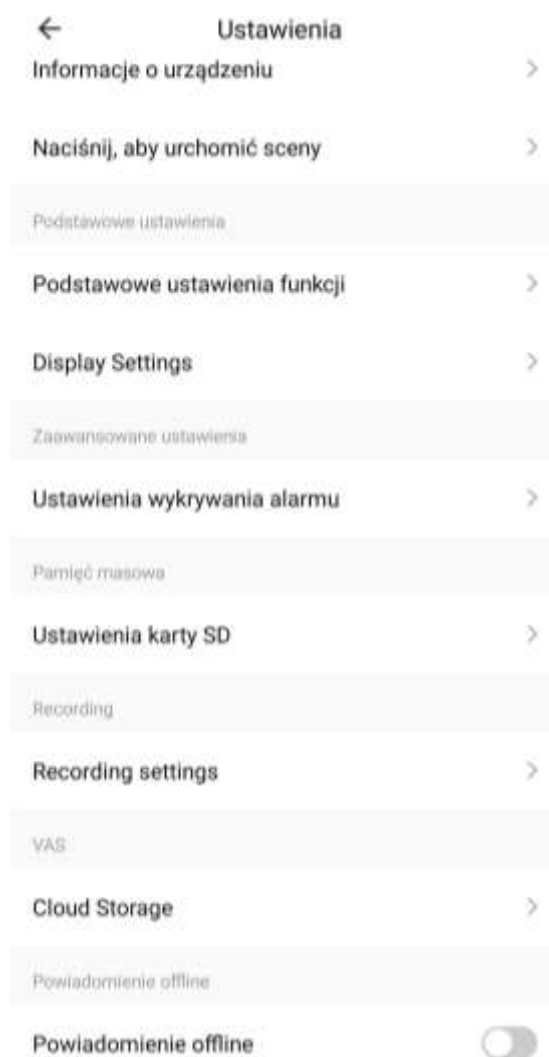 Ustawienia
Informacje o urządzeniu
Naciśnij, aby urchomić sceny
Podstawowe ustawienia
Podstawowe ustawienia funkcji
Display Settings
Zaawansowane ustawienia
Ustawienia wykrywania alarmu
Pamięć masowa
Ustawienia karty SD
Recording
Recording settings
VAS
Cloud Storage
Powiadomienie offline
Powiadomienie offline